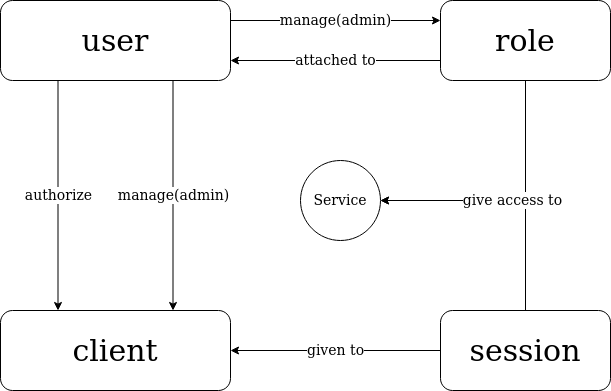 user
manage(admin)
role
attached to
authorize
manage(admin)
Service
give access to
client
given to
session